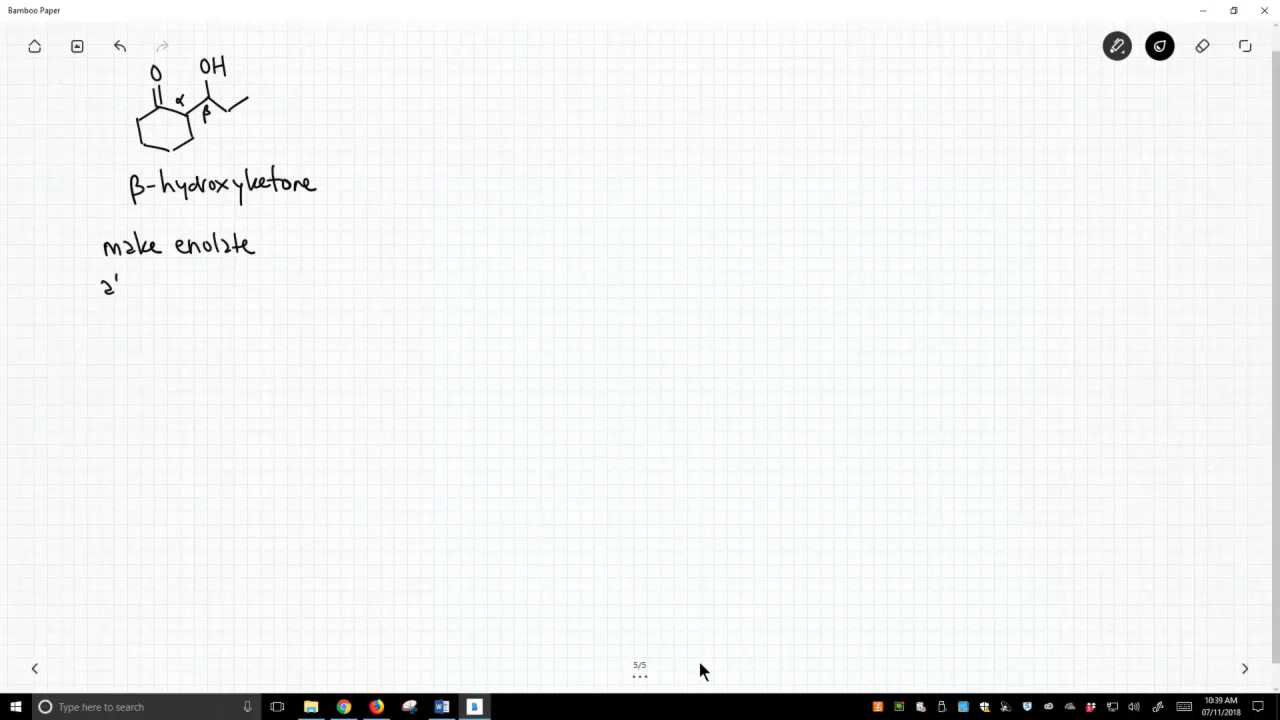 Bamboo Paper
O
OH
α
β
β-hydroxyketone
make enolate
5/5
Type here to search
10:39 AM
07/11/2018